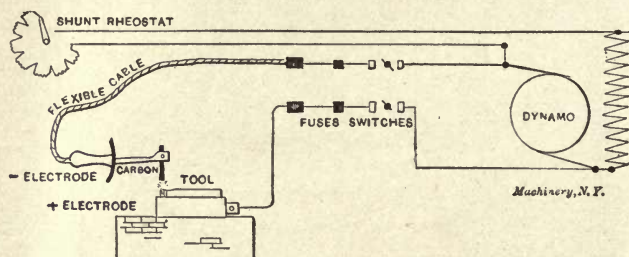 SHUNT RHEOSTAT
FLEXIBLE CABLE
FUSES SWITCHES
DYNAMO
CARBON
TOOL
- ELECTRODE
+ ELECTRODE
Machinery, N. Y.